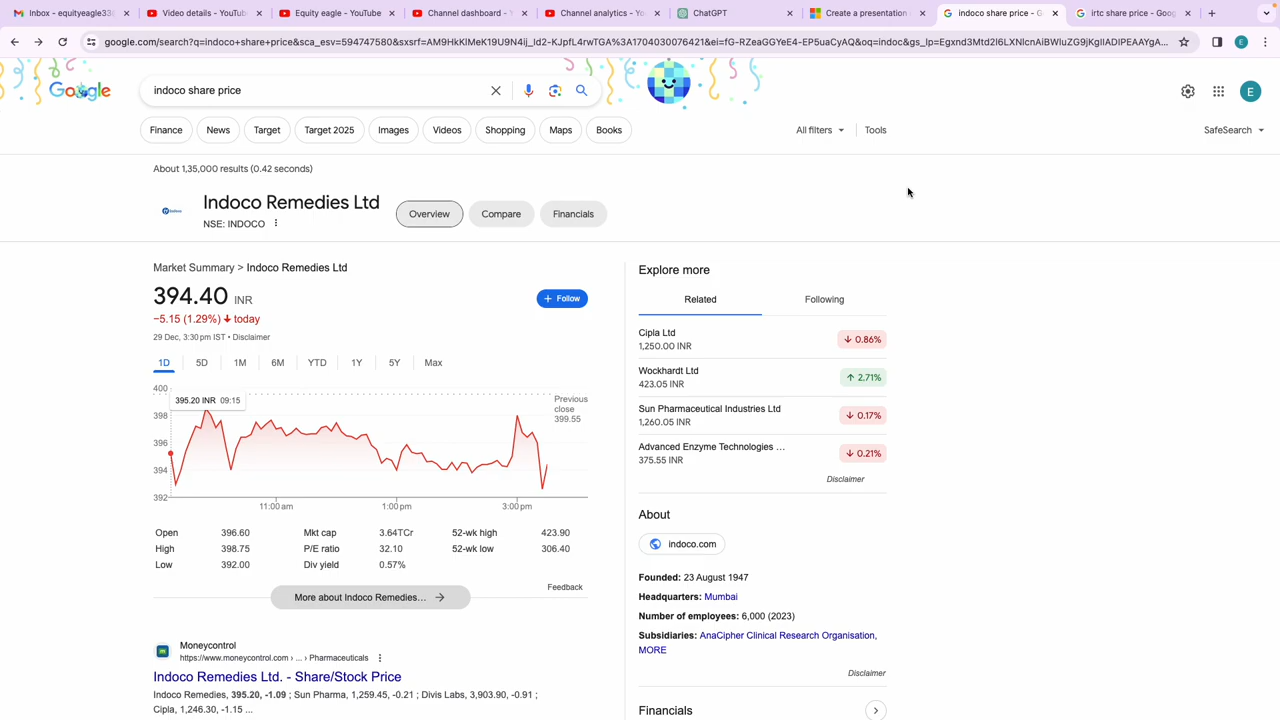 Inbox - equityeagle33@
Video details - YouTube
Equity eagle - YouTube
Channel dashboard - Yo
Channel analytics - Yo
ChatGPT
Create a presentation
indoco share price - Go
irtc share price - Goog
google.com/search?q=indoco+share+price&sca_esv=594747580&sxsrf=AM9HkKlMeK19U9N4ij_Id2-KJpfL4rwTGA%3A1704030076421&ei=fG-RZeaGGYeE4-EP5uaCyAQ&oq=indoc&gs_lp=Egxnd3Mtd2l6LXNlcnAiBWluZG9jKgIIADIPEAAYgA...
E
Google
indoco share price
E
Finance
News
Target
Target 2025
Images
Videos
Shopping
Maps
Books
All filters
Tools
SafeSearch
About 1,35,000 results (0.42 seconds)
Indoco Remedies Ltd
NSE: INDOCO
Overview
Compare
Financials
Market Summary > Indoco Remedies Ltd
394.40 INR
+ Follow
−5.15 (1.29%) ↓ today
29 Dec, 3:30 pm IST • Disclaimer
1D 5D 1M 6M YTD 1Y 5Y Max
400
398
396
394
392
395.20 INR 09:15
Previous
close
399.55
11:00 am 1:00 pm 3:00 pm
Open 396.60 Mkt cap 3.64TCr 52-wk high 423.90
High 398.75 P/E ratio 32.10 52-wk low 306.40
Low 392.00 Div yield 0.57%
Feedback
More about Indoco Remedies... →
Moneycontrol
https://www.moneycontrol.com › ... › Pharmaceuticals
Indoco Remedies Ltd. - Share/Stock Price
Indoco Remedies, 395.20, -1.09 ; Sun Pharma, 1,259.45, -0.21 ; Divis Labs, 3,903.90, -0.91 ;
Cipla, 1,246.30, -1.15 ...
Explore more
Related
Following
Cipla Ltd
1,250.00 INR
↓ 0.86%
Wockhardt Ltd
423.05 INR
↑ 2.71%
Sun Pharmaceutical Industries Ltd
1,260.05 INR
↓ 0.17%
Advanced Enzyme Technologies ...
375.55 INR
↓ 0.21%
Disclaimer
About
indoco.com
Founded: 23 August 1947
Headquarters: Mumbai
Number of employees: 6,000 (2023)
Subsidiaries: AnaCipher Clinical Research Organisation,
MORE
Disclaimer
Financials